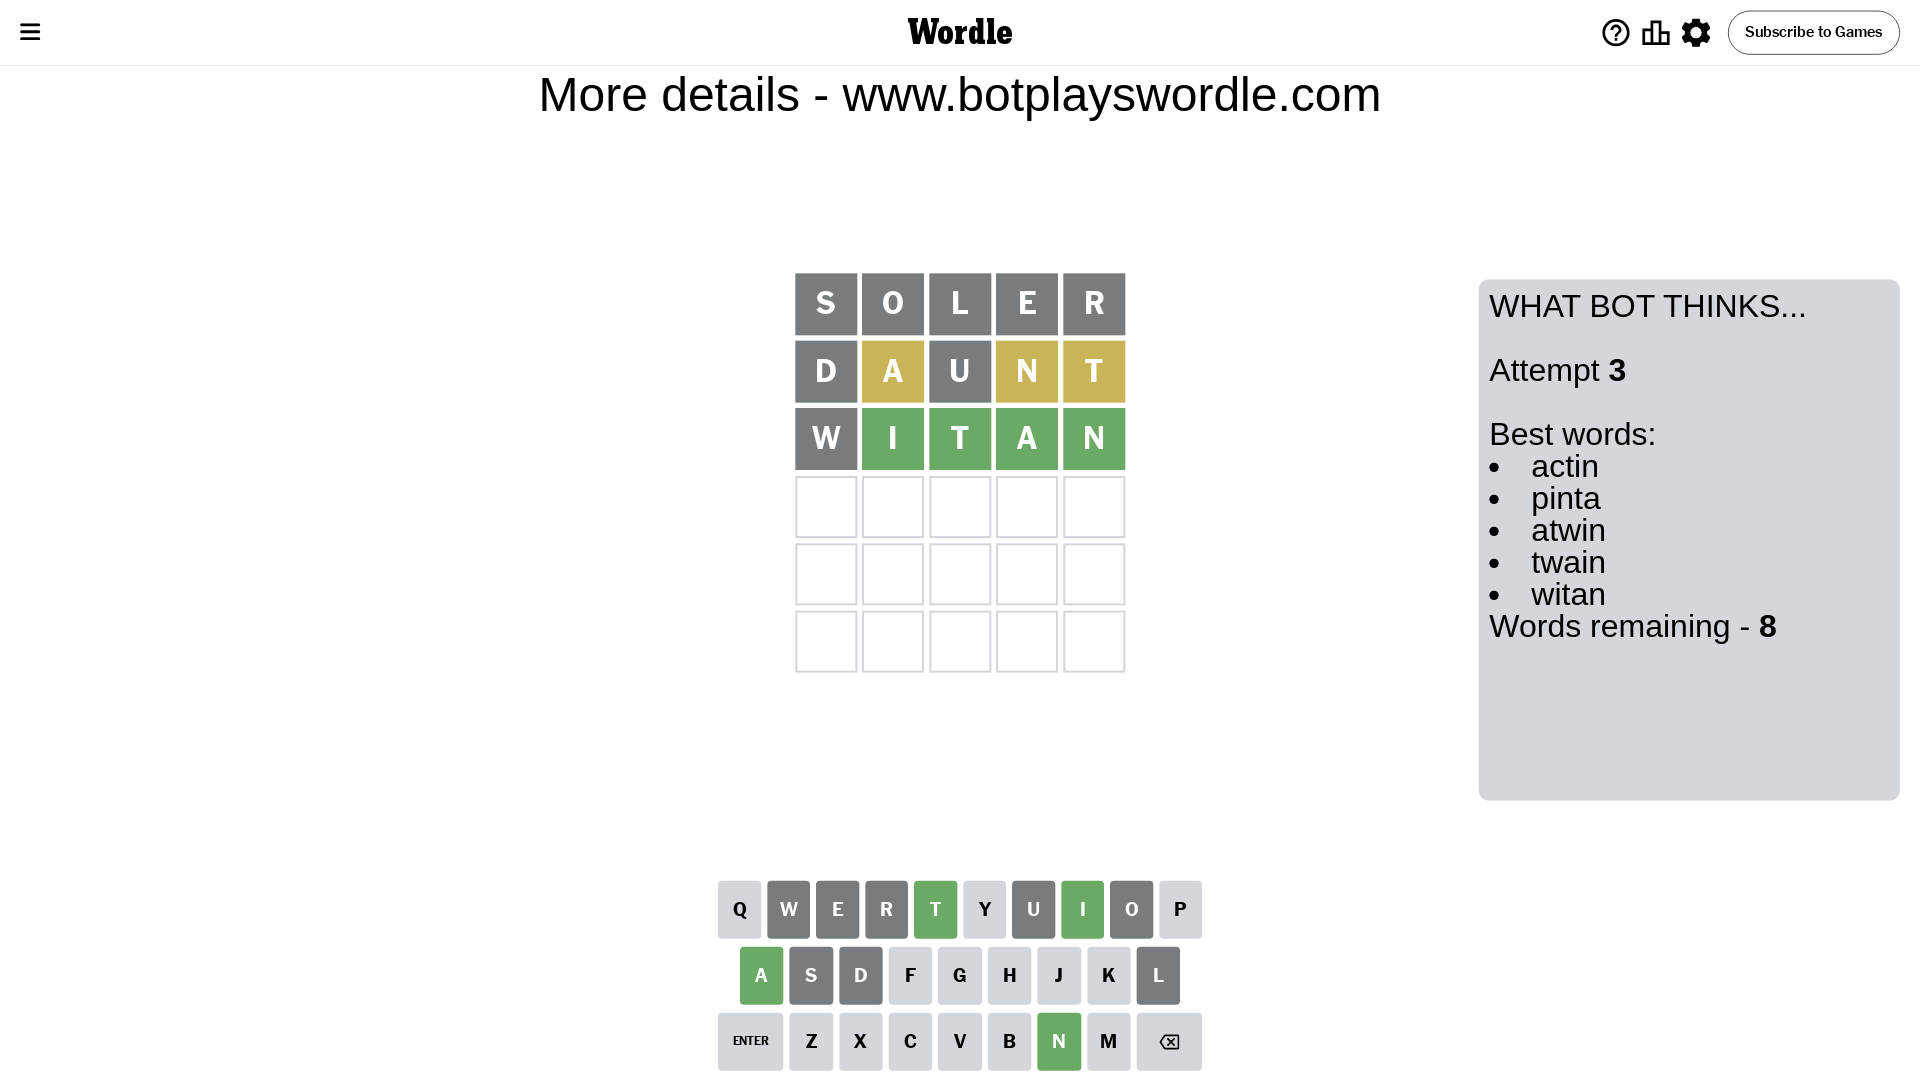 Wordle
Subscribe to Games
More details - www.botplayswordle.com
S O L E R
D A U N T
W I T A N
WHAT BOT THINKS...
Attempt 3
Best words:
• actin
• pinta
• atwin
• twain
• witan
Words remaining - 8
Q W E R T Y U I O P
A S D F G H J K L
ENTER Z X C V B N M